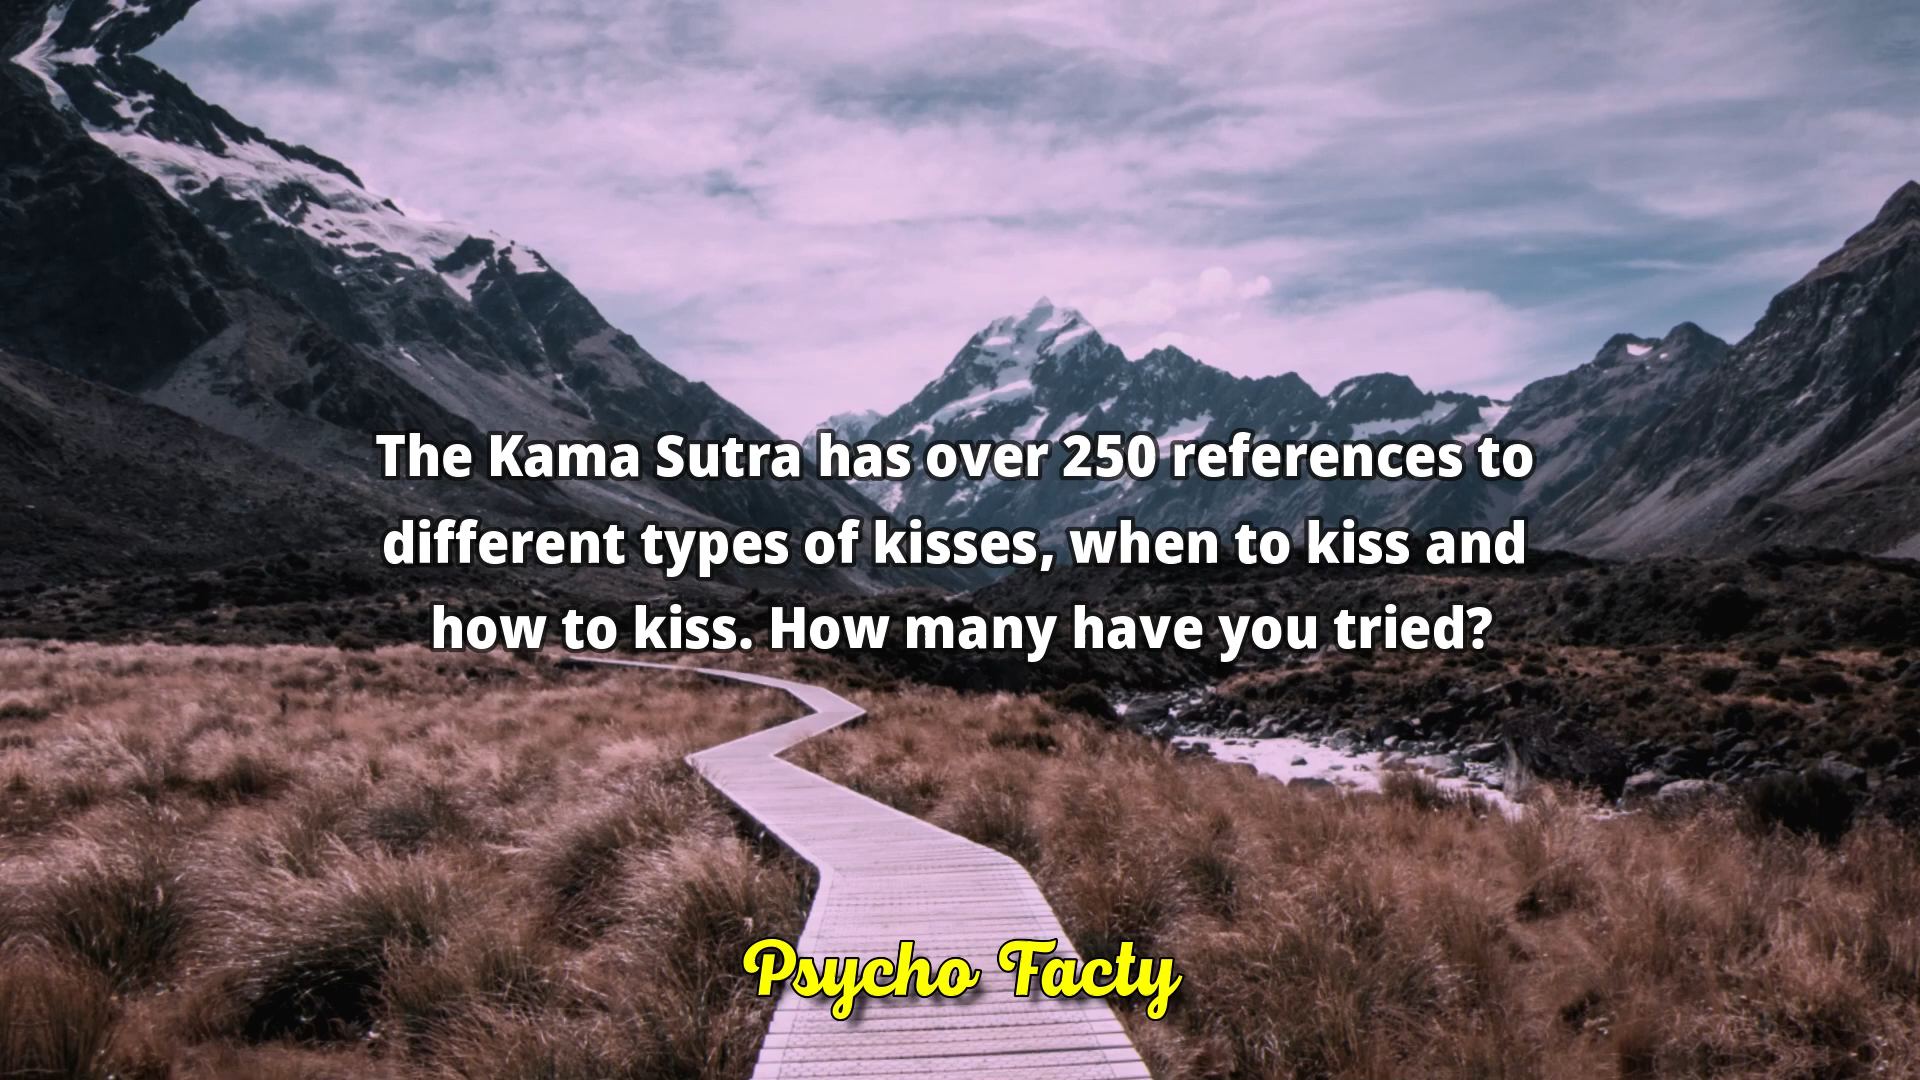 The Kama Sutra has over 250 references to
different types of kisses, when to kiss and
how to kiss. How many have you tried?
Psycho Facty